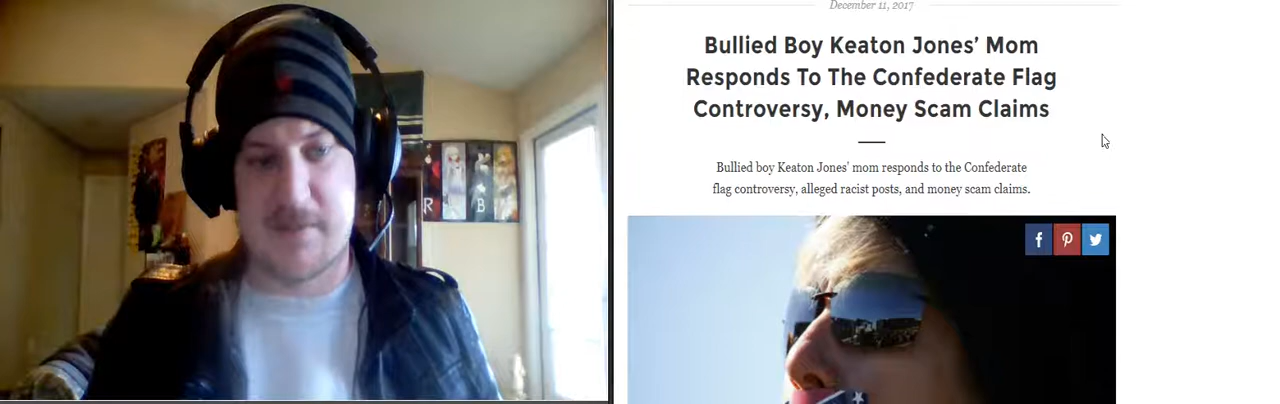 December 11, 2017
Bullied Boy Keaton Jones’ Mom
Responds To The Confederate Flag
Controversy, Money Scam Claims
Bullied boy Keaton Jones' mom responds to the Confederate
flag controversy, alleged racist posts, and money scam claims.
R B